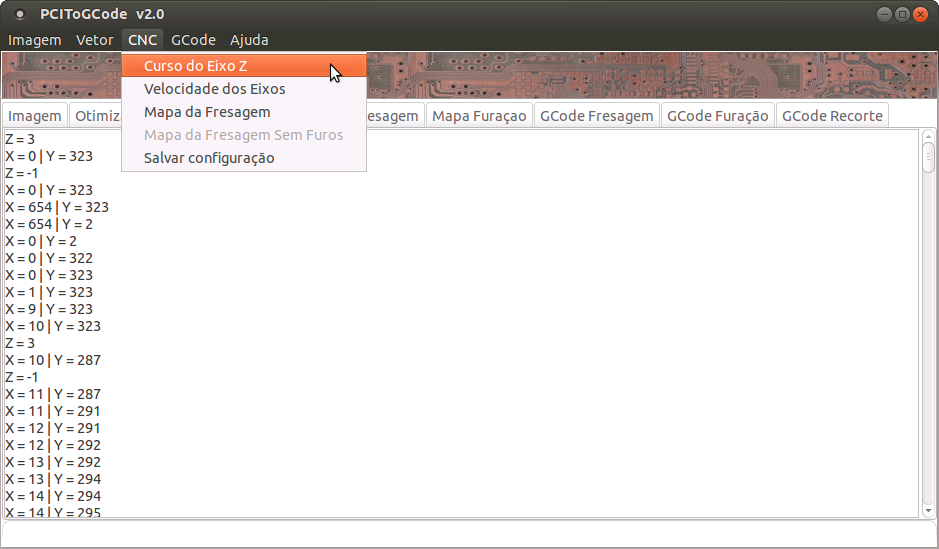 PCIToGCode v2.0
Imagem Vetor CNC GCode Ajuda
Curso do Eixo Z
Velocidade dos Eixos
Mapa da Fresagem
Mapa da Fresagem Sem Furos
Salvar configuração
Imagem Otimiz esagem Mapa Furaçao GCode Fresagem GCode Furação GCode Recorte
Z = 3
X = 0 | Y = 323
Z = -1
X = 0 | Y = 323
X = 654 | Y = 323
X = 654 | Y = 2
X = 0 | Y = 2
X = 0 | Y = 322
X = 0 | Y = 323
X = 1 | Y = 323
X = 9 | Y = 323
X = 10 | Y = 323
Z = 3
X = 10 | Y = 287
Z = -1
X = 11 | Y = 287
X = 11 | Y = 291
X = 12 | Y = 291
X = 12 | Y = 292
X = 13 | Y = 292
X = 13 | Y = 294
X = 14 | Y = 294
X = 14 | Y = 295